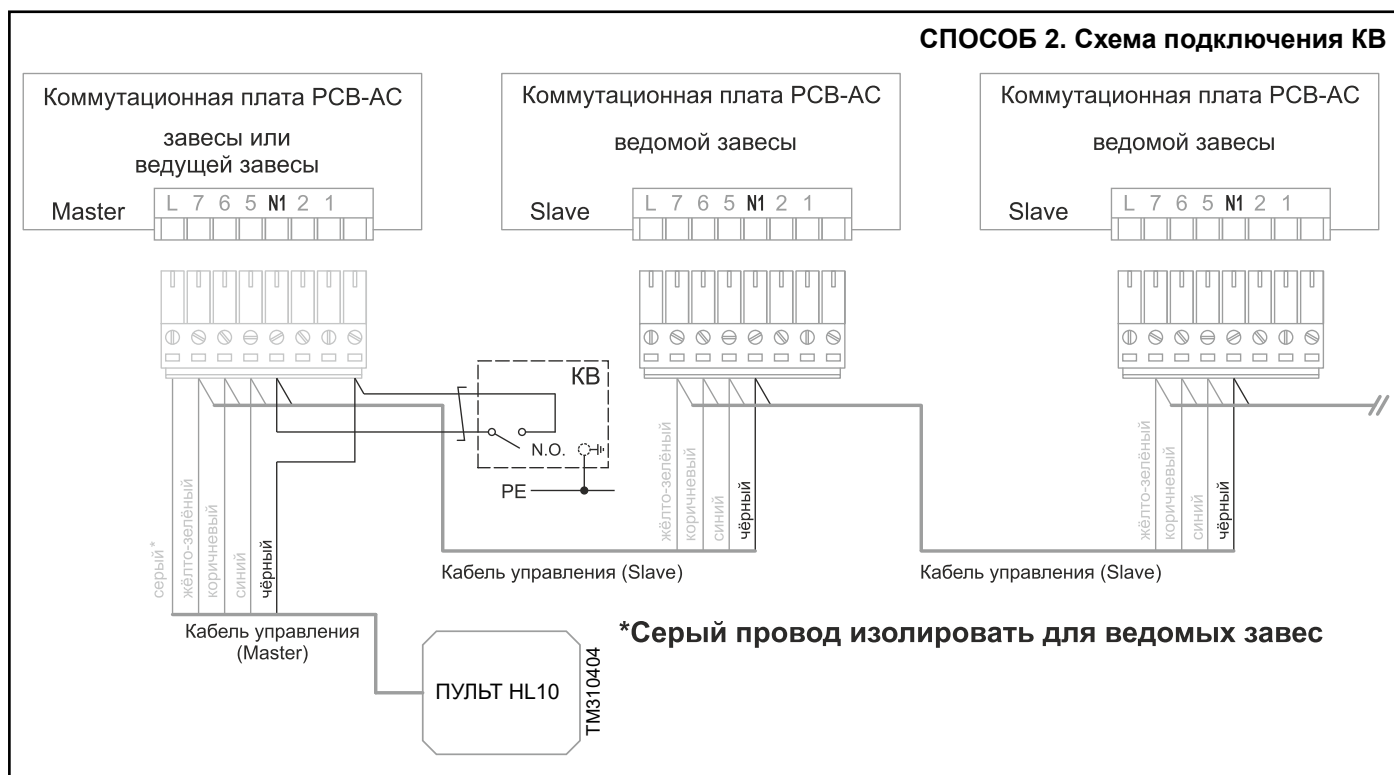 СПОСОБ 2. Схема подключения КВ
Коммутационная плата PCB-AC
завесы или
ведущей завесы
Master
L 7 6 5 N1 2 1
Коммутационная плата PCB-AC
ведомой завесы
Slave
L 7 6 5 N1 2 1
Коммутационная плата PCB-AC
ведомой завесы
Slave
L 7 6 5 N1 2 1
КВ
N.O.
PE
серый*
жёлто-зелёный
коричневый
синий
чёрный
жёлто-зелёный
коричневый
синий
чёрный
жёлто-зелёный
коричневый
синий
чёрный
Кабель управления (Slave)
Кабель управления (Slave)
Кабель управления
(Master)
*Серый провод изолировать для ведомых завес
ПУЛЬТ HL10
TM310404